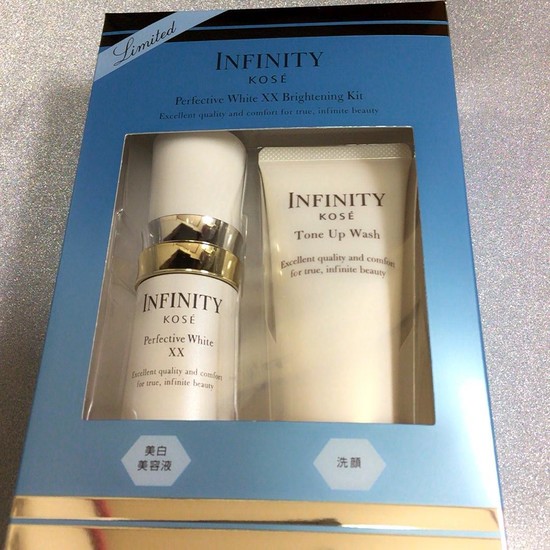 Limited
INFINITY
KOSÉ
Perfective White XX Brightening Kit
Excellent quality and comfort for true, infinite beauty
INFINITY
KOSÉ
Perfective White
XX
Excellent quality and comfort
for true, infinite beauty
INFINITY
KOSÉ
Tone Up Wash
Excellent quality and comfort
for true, infinite beauty
美白
美容液
洗顔